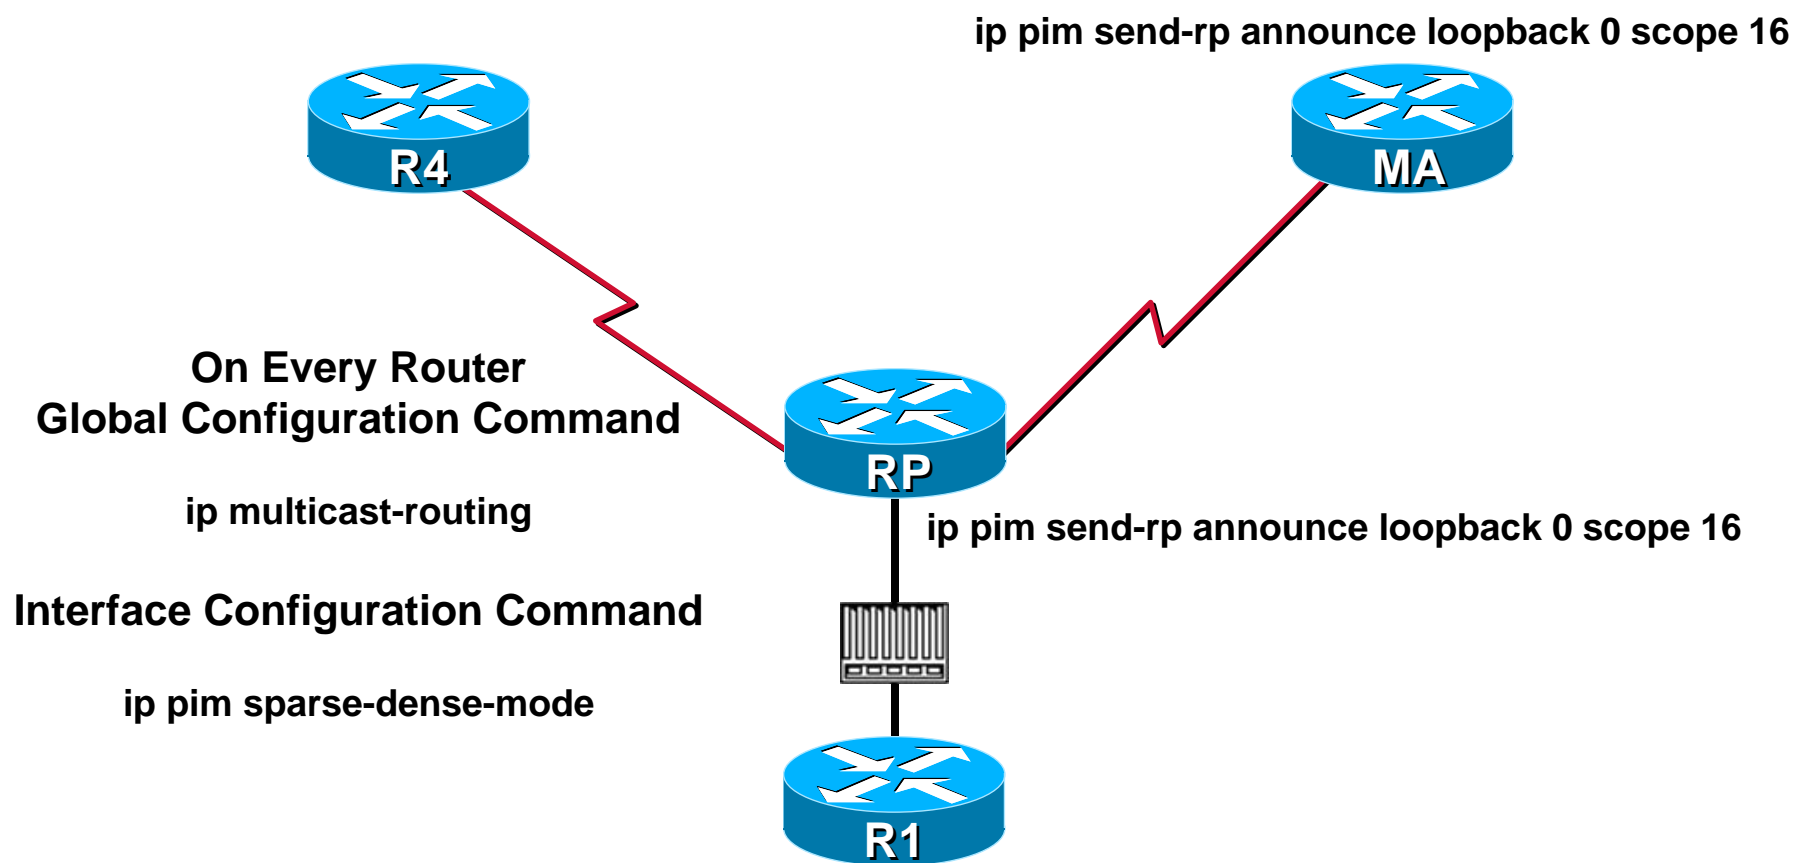 ip pim send-rp announce loopback 0 scope 16
R4
MA
On Every Router
Global Configuration Command
RP
ip multicast-routing
ip pim send-rp announce loopback 0 scope 16
Interface Configuration Command
ip pim sparse-dense-mode
R1